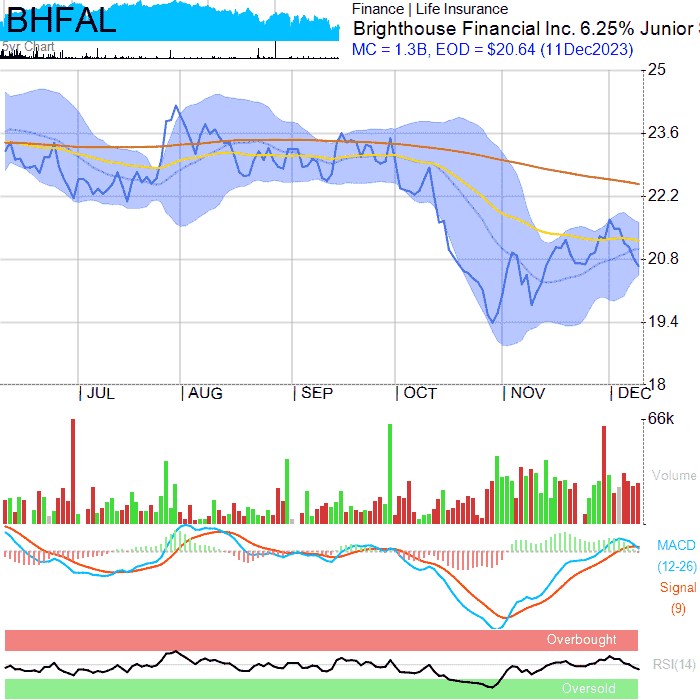 BHFAL
5yr Chart
Finance | Life Insurance
Brighthouse Financial Inc. 6.25% Junior
MC = 1.3B, EOD = $20.64 (11Dec2023)
25
23.6
22.2
20.8
19.4
18
| JUL | AUG | SEP | OCT | NOV | DEC
66k
Volume
MACD
(12-26)
Signal
(9)
Overbought
RSI(14)
Oversold